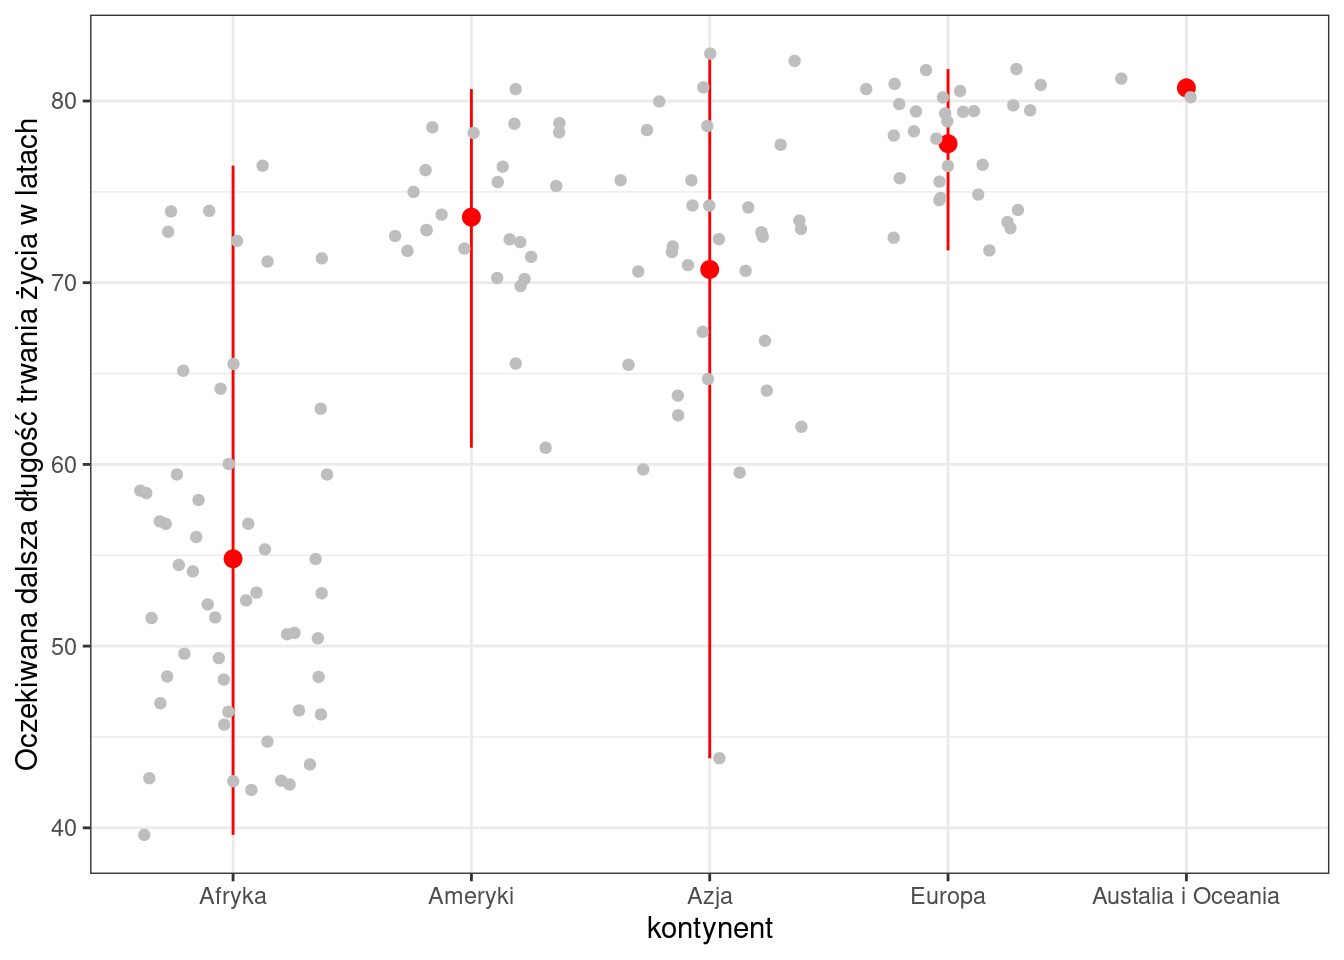 Oczekiwana dalsza długość trwania życia w latach
80
70
60
50
40
Afryka
Ameryki
Azja
Europa
Austalia i Oceania
kontynent